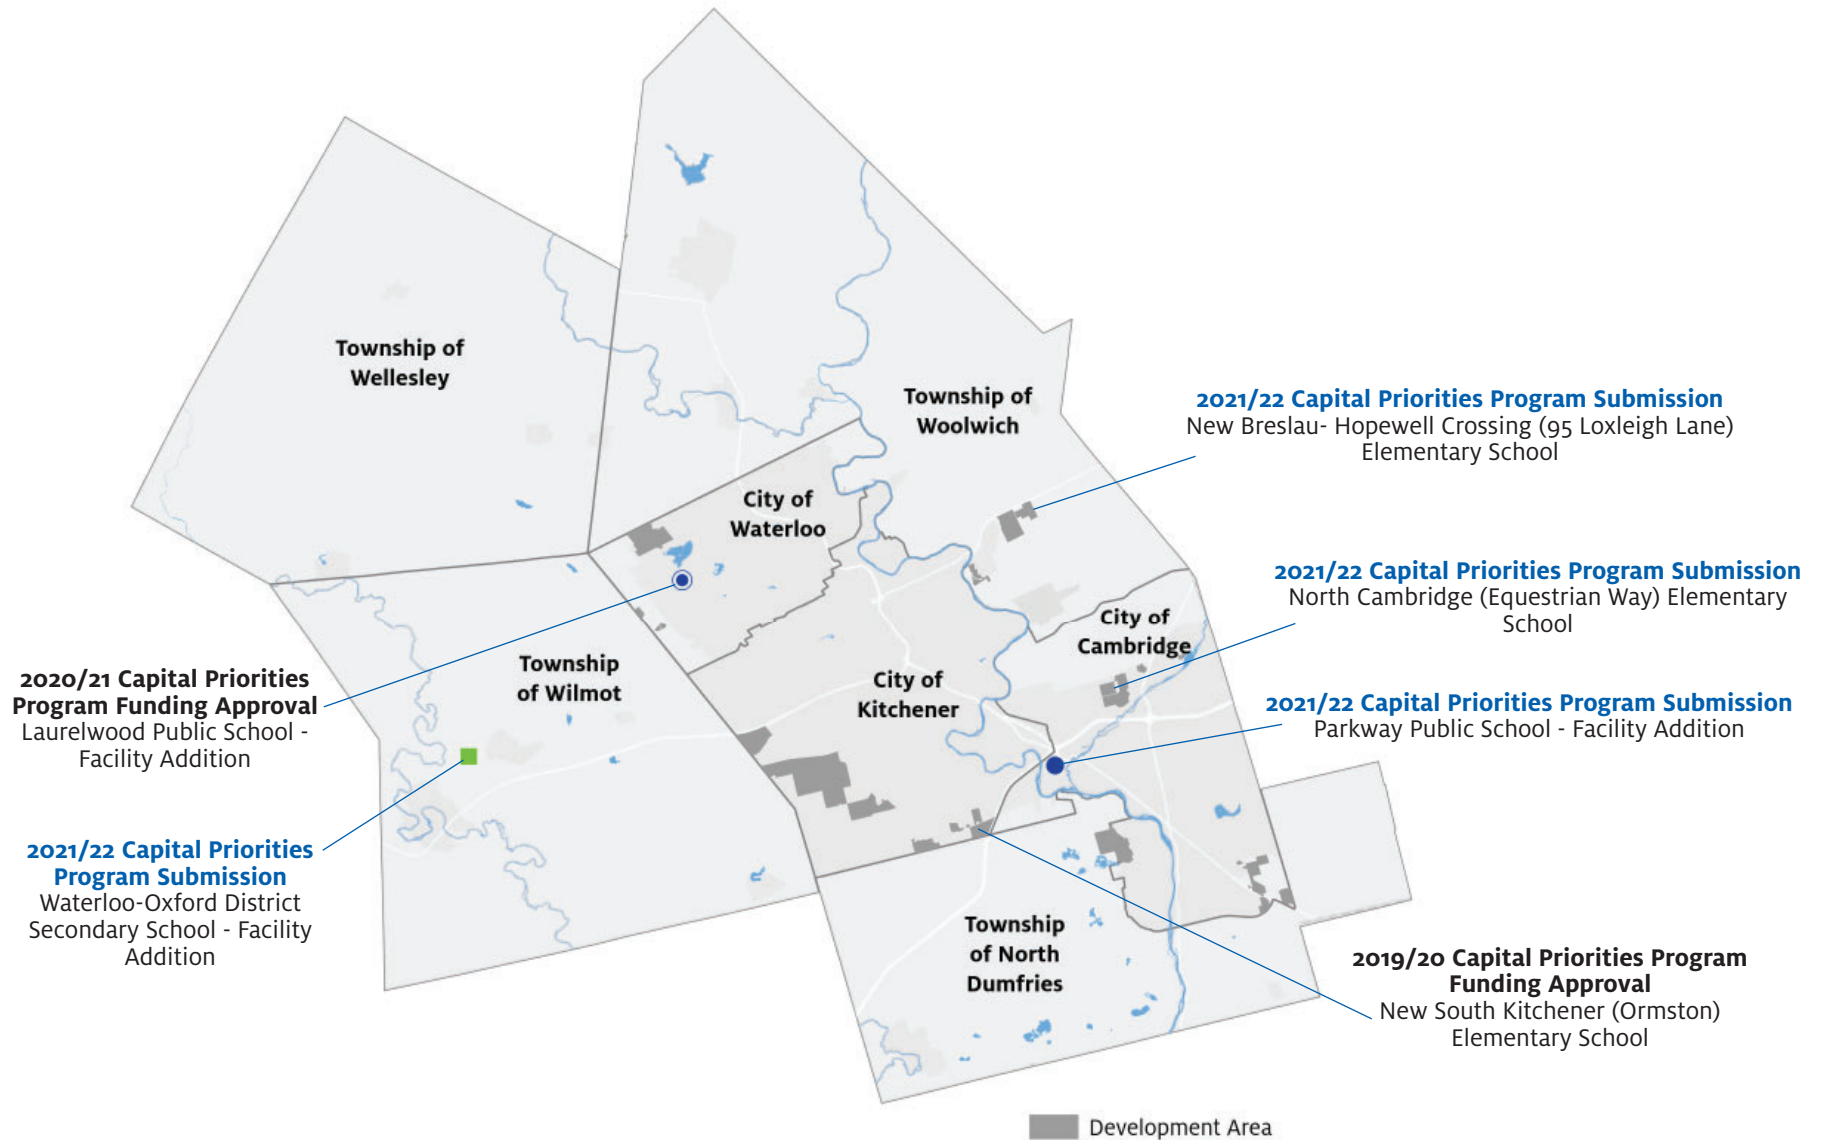 Township of
Wellesley
Township of
Woolwich
2021/22 Capital Priorities Program Submission
New Breslau- Hopewell Crossing (95 Loxleigh Lane)
Elementary School
City of
Waterloo
2021/22 Capital Priorities Program Submission
North Cambridge (Equestrian Way) Elementary
School
City of
Cambridge
2020/21 Capital Priorities
Program Funding Approval
Laurelwood Public School -
Facility Addition
Township
of Wilmot
City of
Kitchener
2021/22 Capital Priorities Program Submission
Parkway Public School - Facility Addition
2021/22 Capital Priorities
Program Submission
Waterloo-Oxford District
Secondary School - Facility
Addition
Township
of North
Dumfries
2019/20 Capital Priorities Program
Funding Approval
New South Kitchener (Ormston)
Elementary School
Development Area